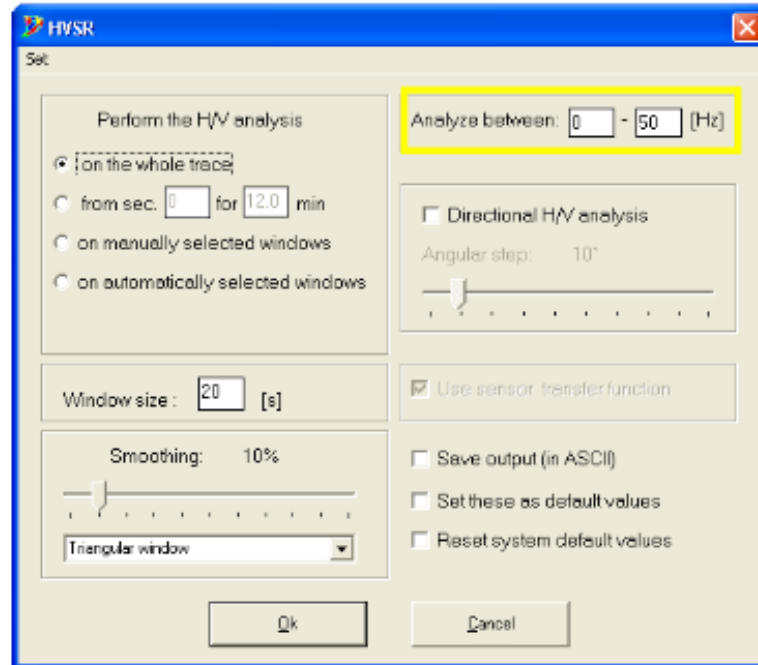 HVSR
Set
Perform the H/V analysis
on the whole trace
from sec. 0 for 12.0 min
on manually selected windows
on automatically selected windows
Window size : 20 [s]
Smoothing: 10%
Triangular window
Analyze between: 0 - 50 [Hz]
Directional H/V analysis
Angular step: 10°
Use sensor transfer function
Save output (in ASCII)
Set these as default values
Reset system default values
Ok
Cancel